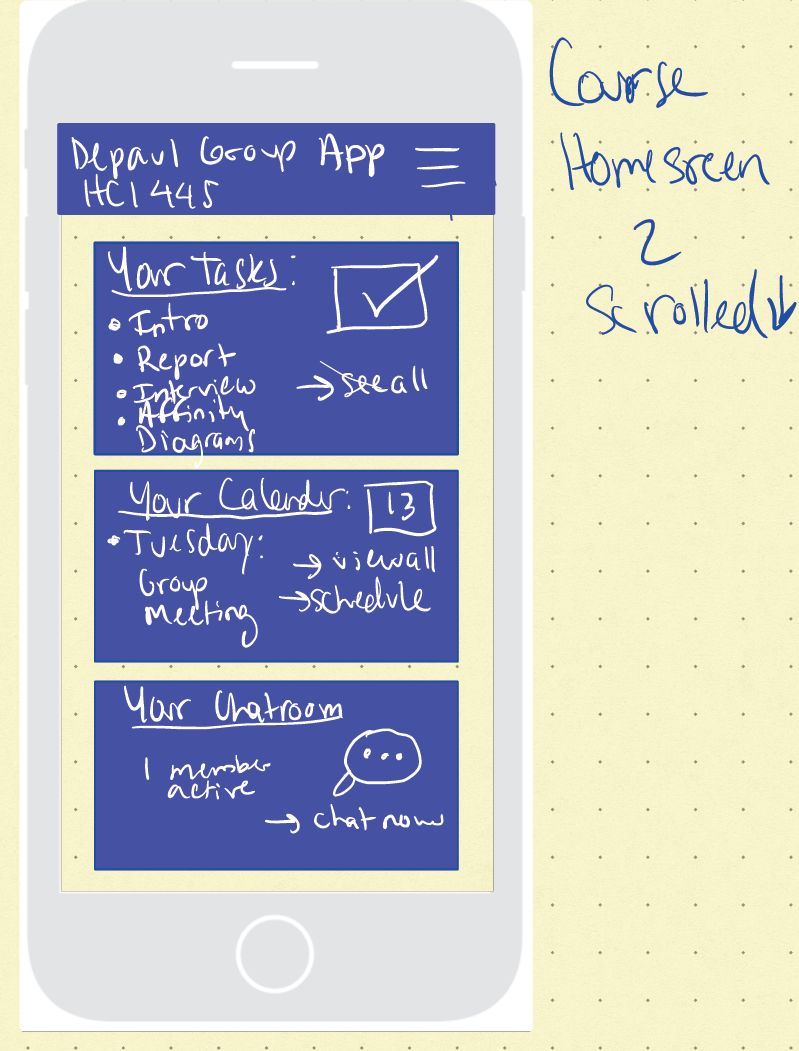 Depaul Group App
HCI 445
Your Tasks:
• Intro
• Report
• Interview
• Affinity
Diagrams
→ see all
Your Calender:
13
• Tuesday:
Group
Meeting
→ view all
→ schedule
Your Chatroom
1 member
active
→ chat now
Course
Homesreen
2
Scrolled↓